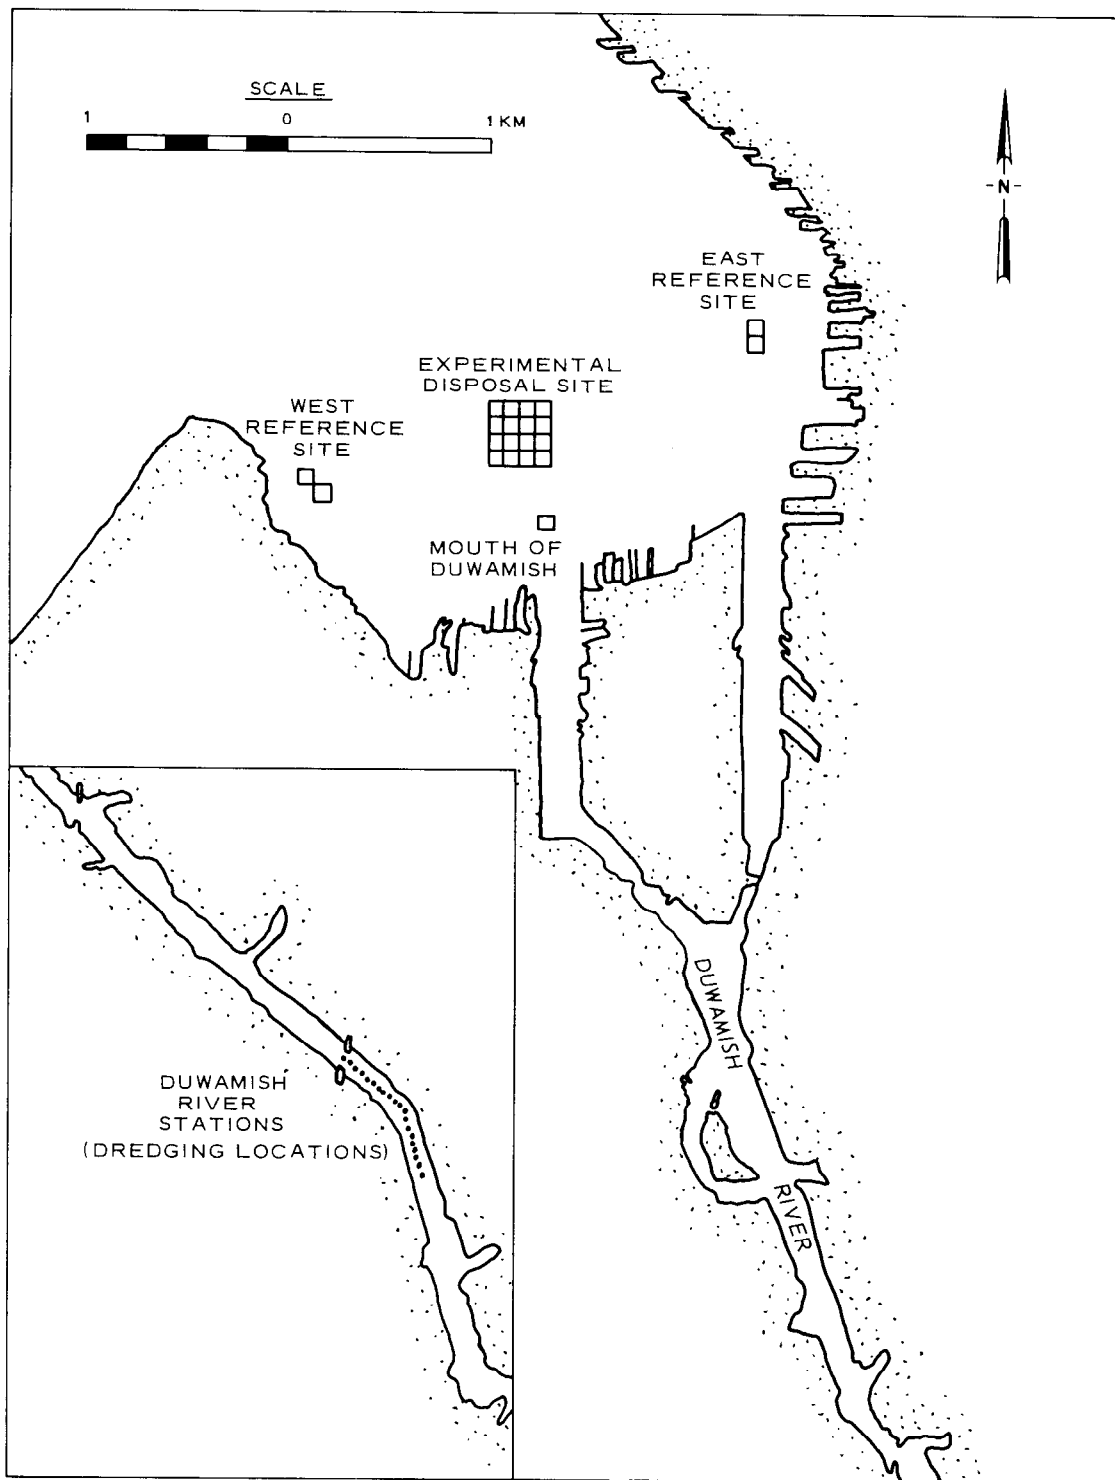 SCALE
1 0 1 KM
-N-
EAST
REFERENCE
SITE
EXPERIMENTAL
DISPOSAL SITE
WEST
REFERENCE
SITE
MOUTH OF
DUWAMISH
DUWAMISH
RIVER
DUWAMISH
RIVER
STATIONS
(DREDGING LOCATIONS)